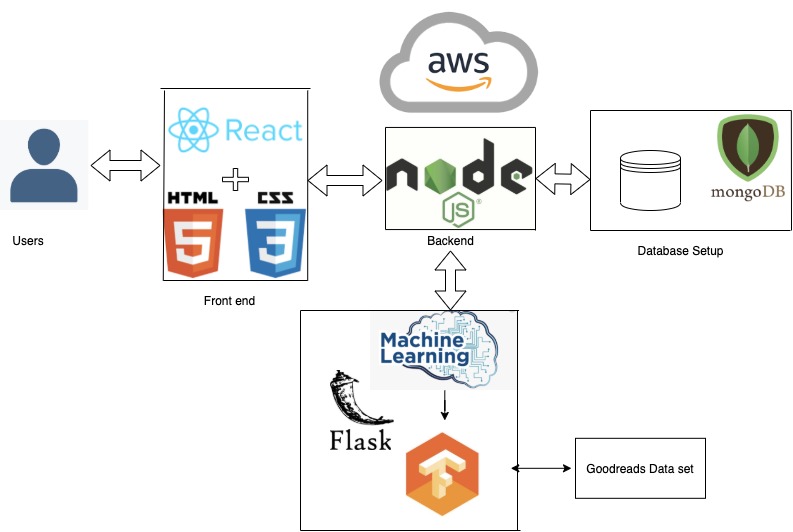 aws
React
HTML
CSS
5
3
node
JS
®
mongoDB
Users
Front end
Backend
Database Setup
Machine
Learning
Flask
Goodreads Data set